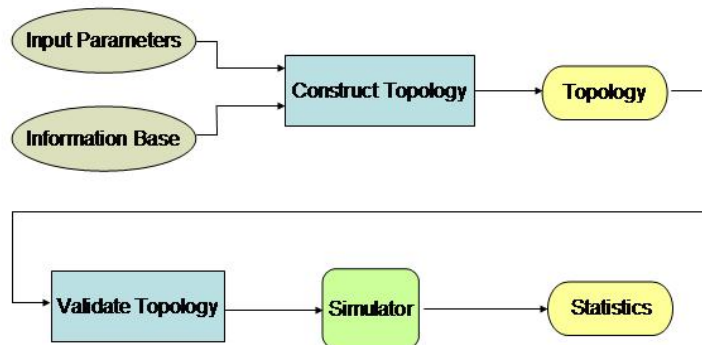 Input Parameters
Construct Topology
Topology
Information Base
Validate Topology
Simulator
Statistics